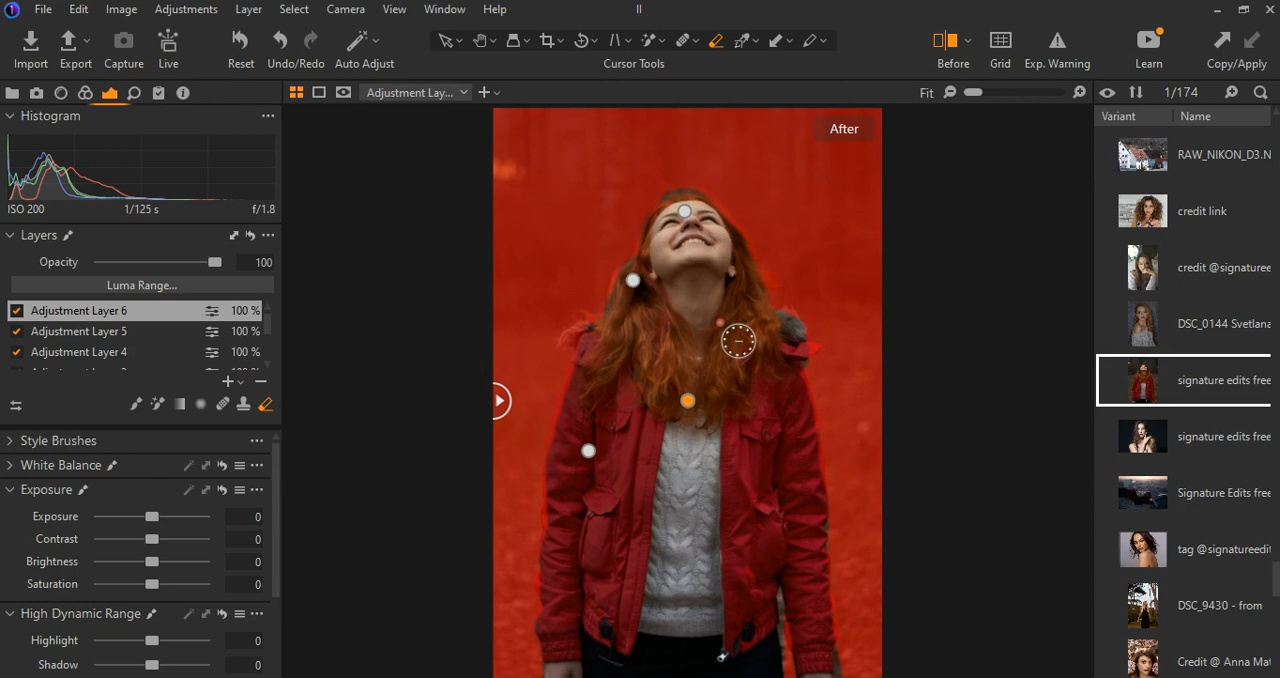 File Edit Image Adjustments Layer Select Camera View Window Help
Import Export Capture Live Reset Undo/Redo Auto Adjust Cursor Tools Before Grid Exp. Warning Learn Copy/Apply
Adjustment Lay... Fit 1/174
Histogram
ISO 200 1/125 s f/1.8
Layers
Opacity 100
Luma Range...
Adjustment Layer 6 100 %
Adjustment Layer 5 100 %
Adjustment Layer 4 100 %
Style Brushes
White Balance
Exposure
Exposure 0
Contrast 0
Brightness 0
Saturation 0
High Dynamic Range
Highlight 0
Shadow 0
After
Variant Name
RAW_NIKON_D3.N
credit link
credit @signaturee
DSC_0144 Svetlana
signature edits free
signature edits free
Signature Edits free
tag @signatureedit
DSC_9430 - from
Credit @ Anna Mat